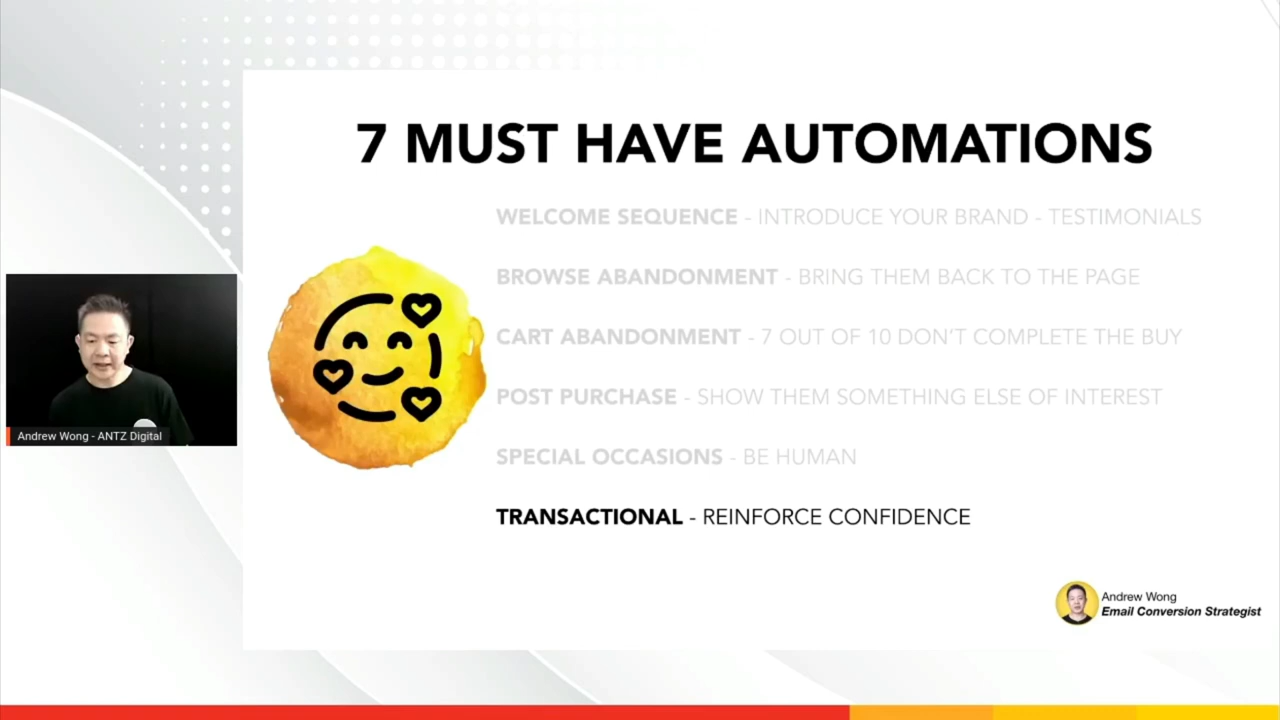 7 MUST HAVE AUTOMATIONS
WELCOME SEQUENCE - INTRODUCE YOUR BRAND - TESTIMONIALS
BROWSE ABANDONMENT - BRING THEM BACK TO THE PAGE
CART ABANDONMENT - 7 OUT OF 10 DON'T COMPLETE THE BUY
POST PURCHASE - SHOW THEM SOMETHING ELSE OF INTEREST
SPECIAL OCCASIONS - BE HUMAN
TRANSACTIONAL - REINFORCE CONFIDENCE
Andrew Wong - ANTZ Digital
Andrew Wong
Email Conversion Strategist